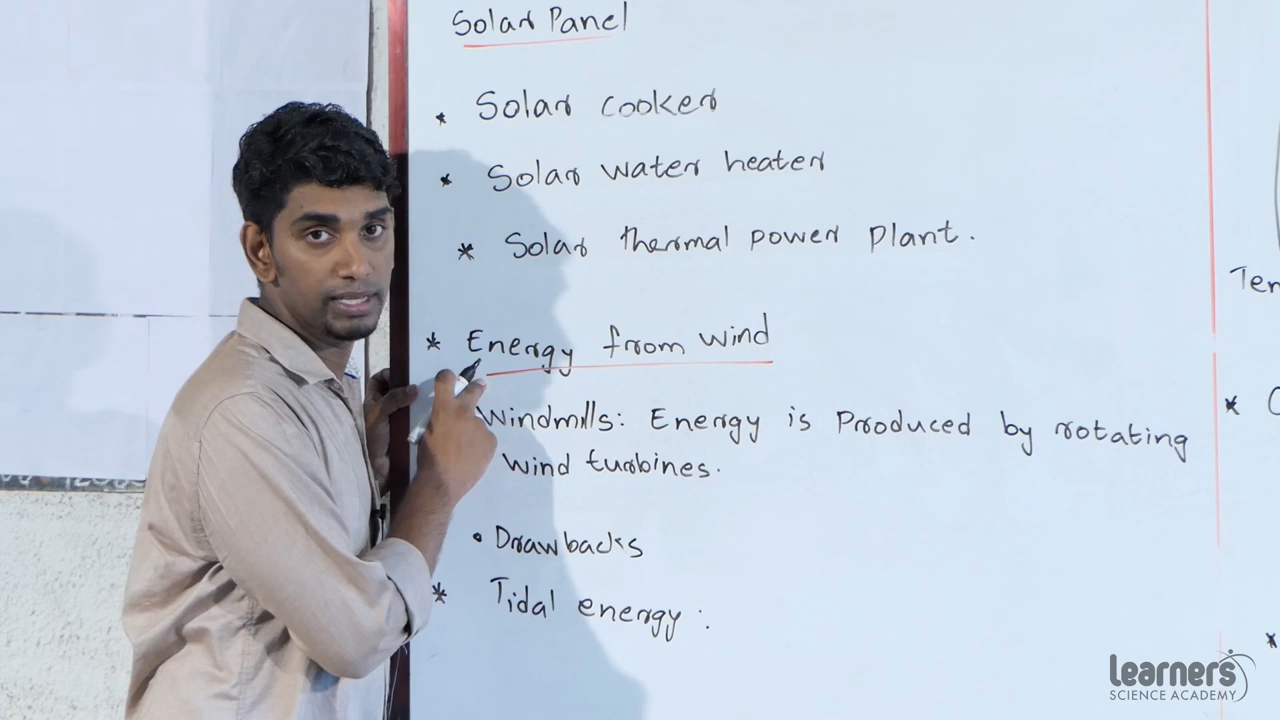 Solar Panel
* Solar cooker
* Solar water heater
* Solar thermal power Plant.
* Energy from wind
Windmills: Energy is Produced by rotating
wind turbines.
• Drawbacks
* Tidal energy :
Ter
*
*
Learners
SCIENCE ACADEMY